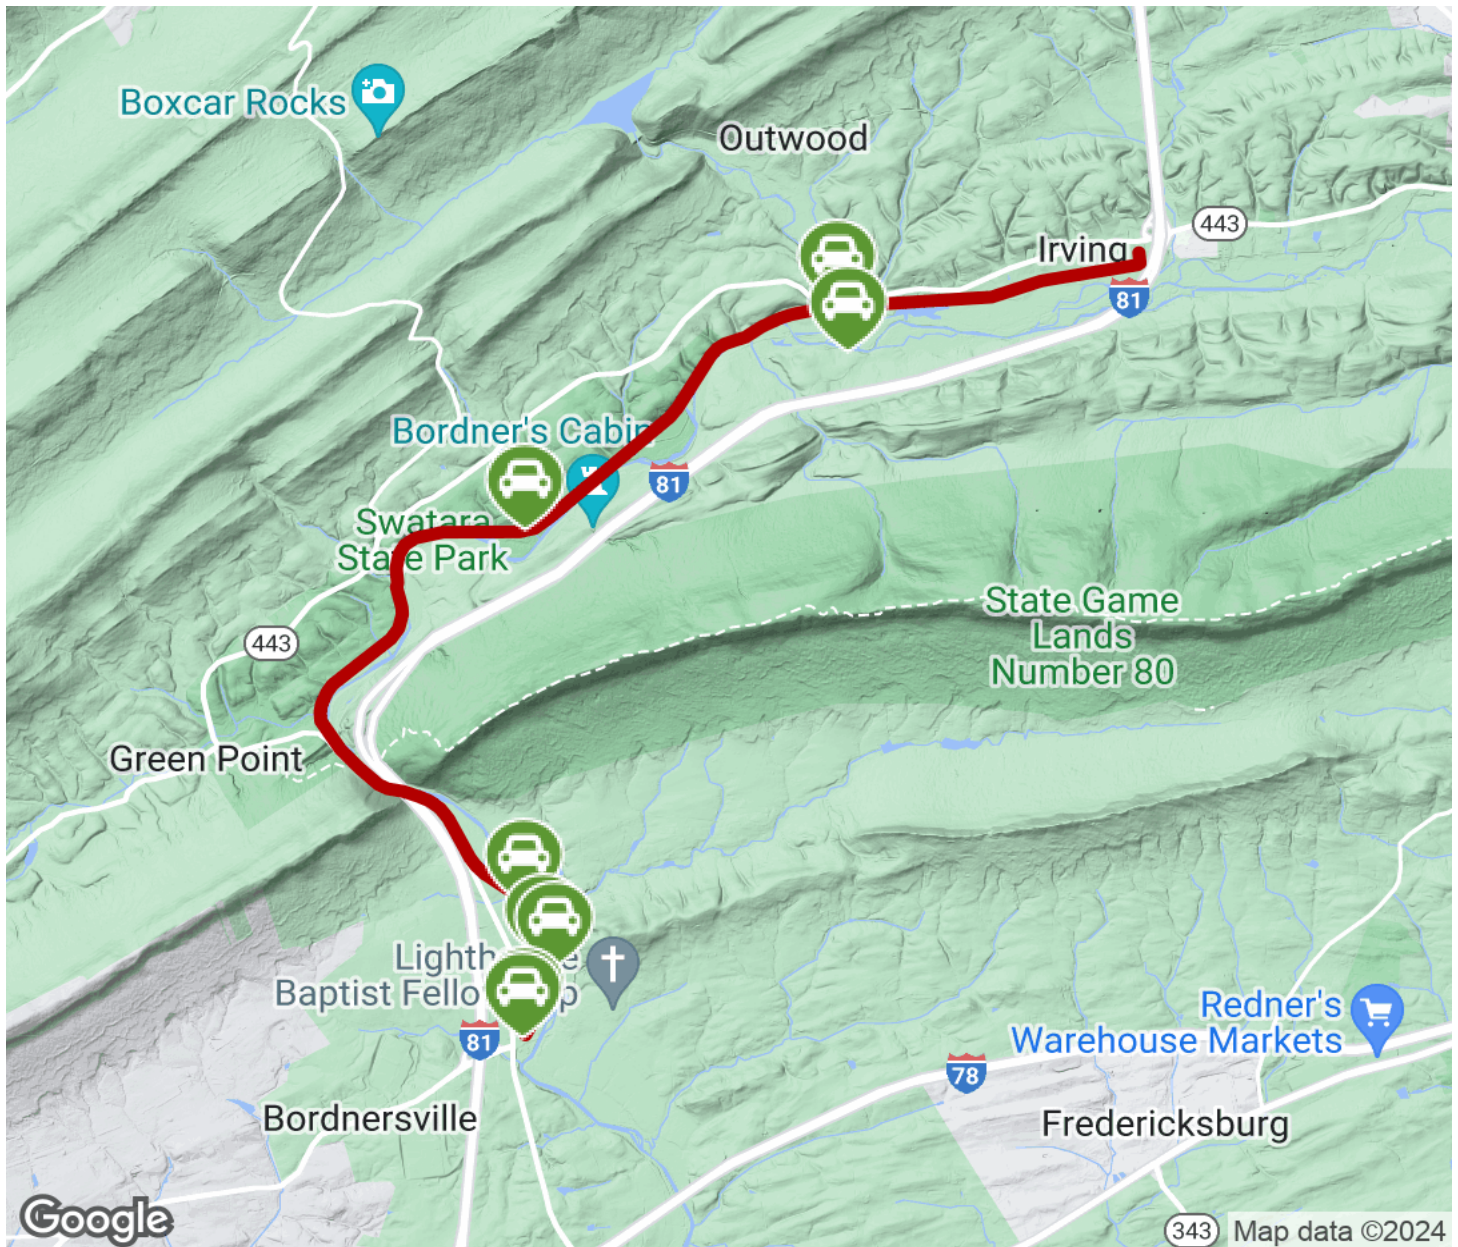 Boxcar Rocks
Outwood
443
Irving
81
Bordner's Cabin
81
Swatara
State Park
State Game
Lands
Number 80
443
Green Point
Baptist
81
Redner's
Warehouse Markets
78
Bordnersville
Fredericksburg
Google
343
Map data ©2024